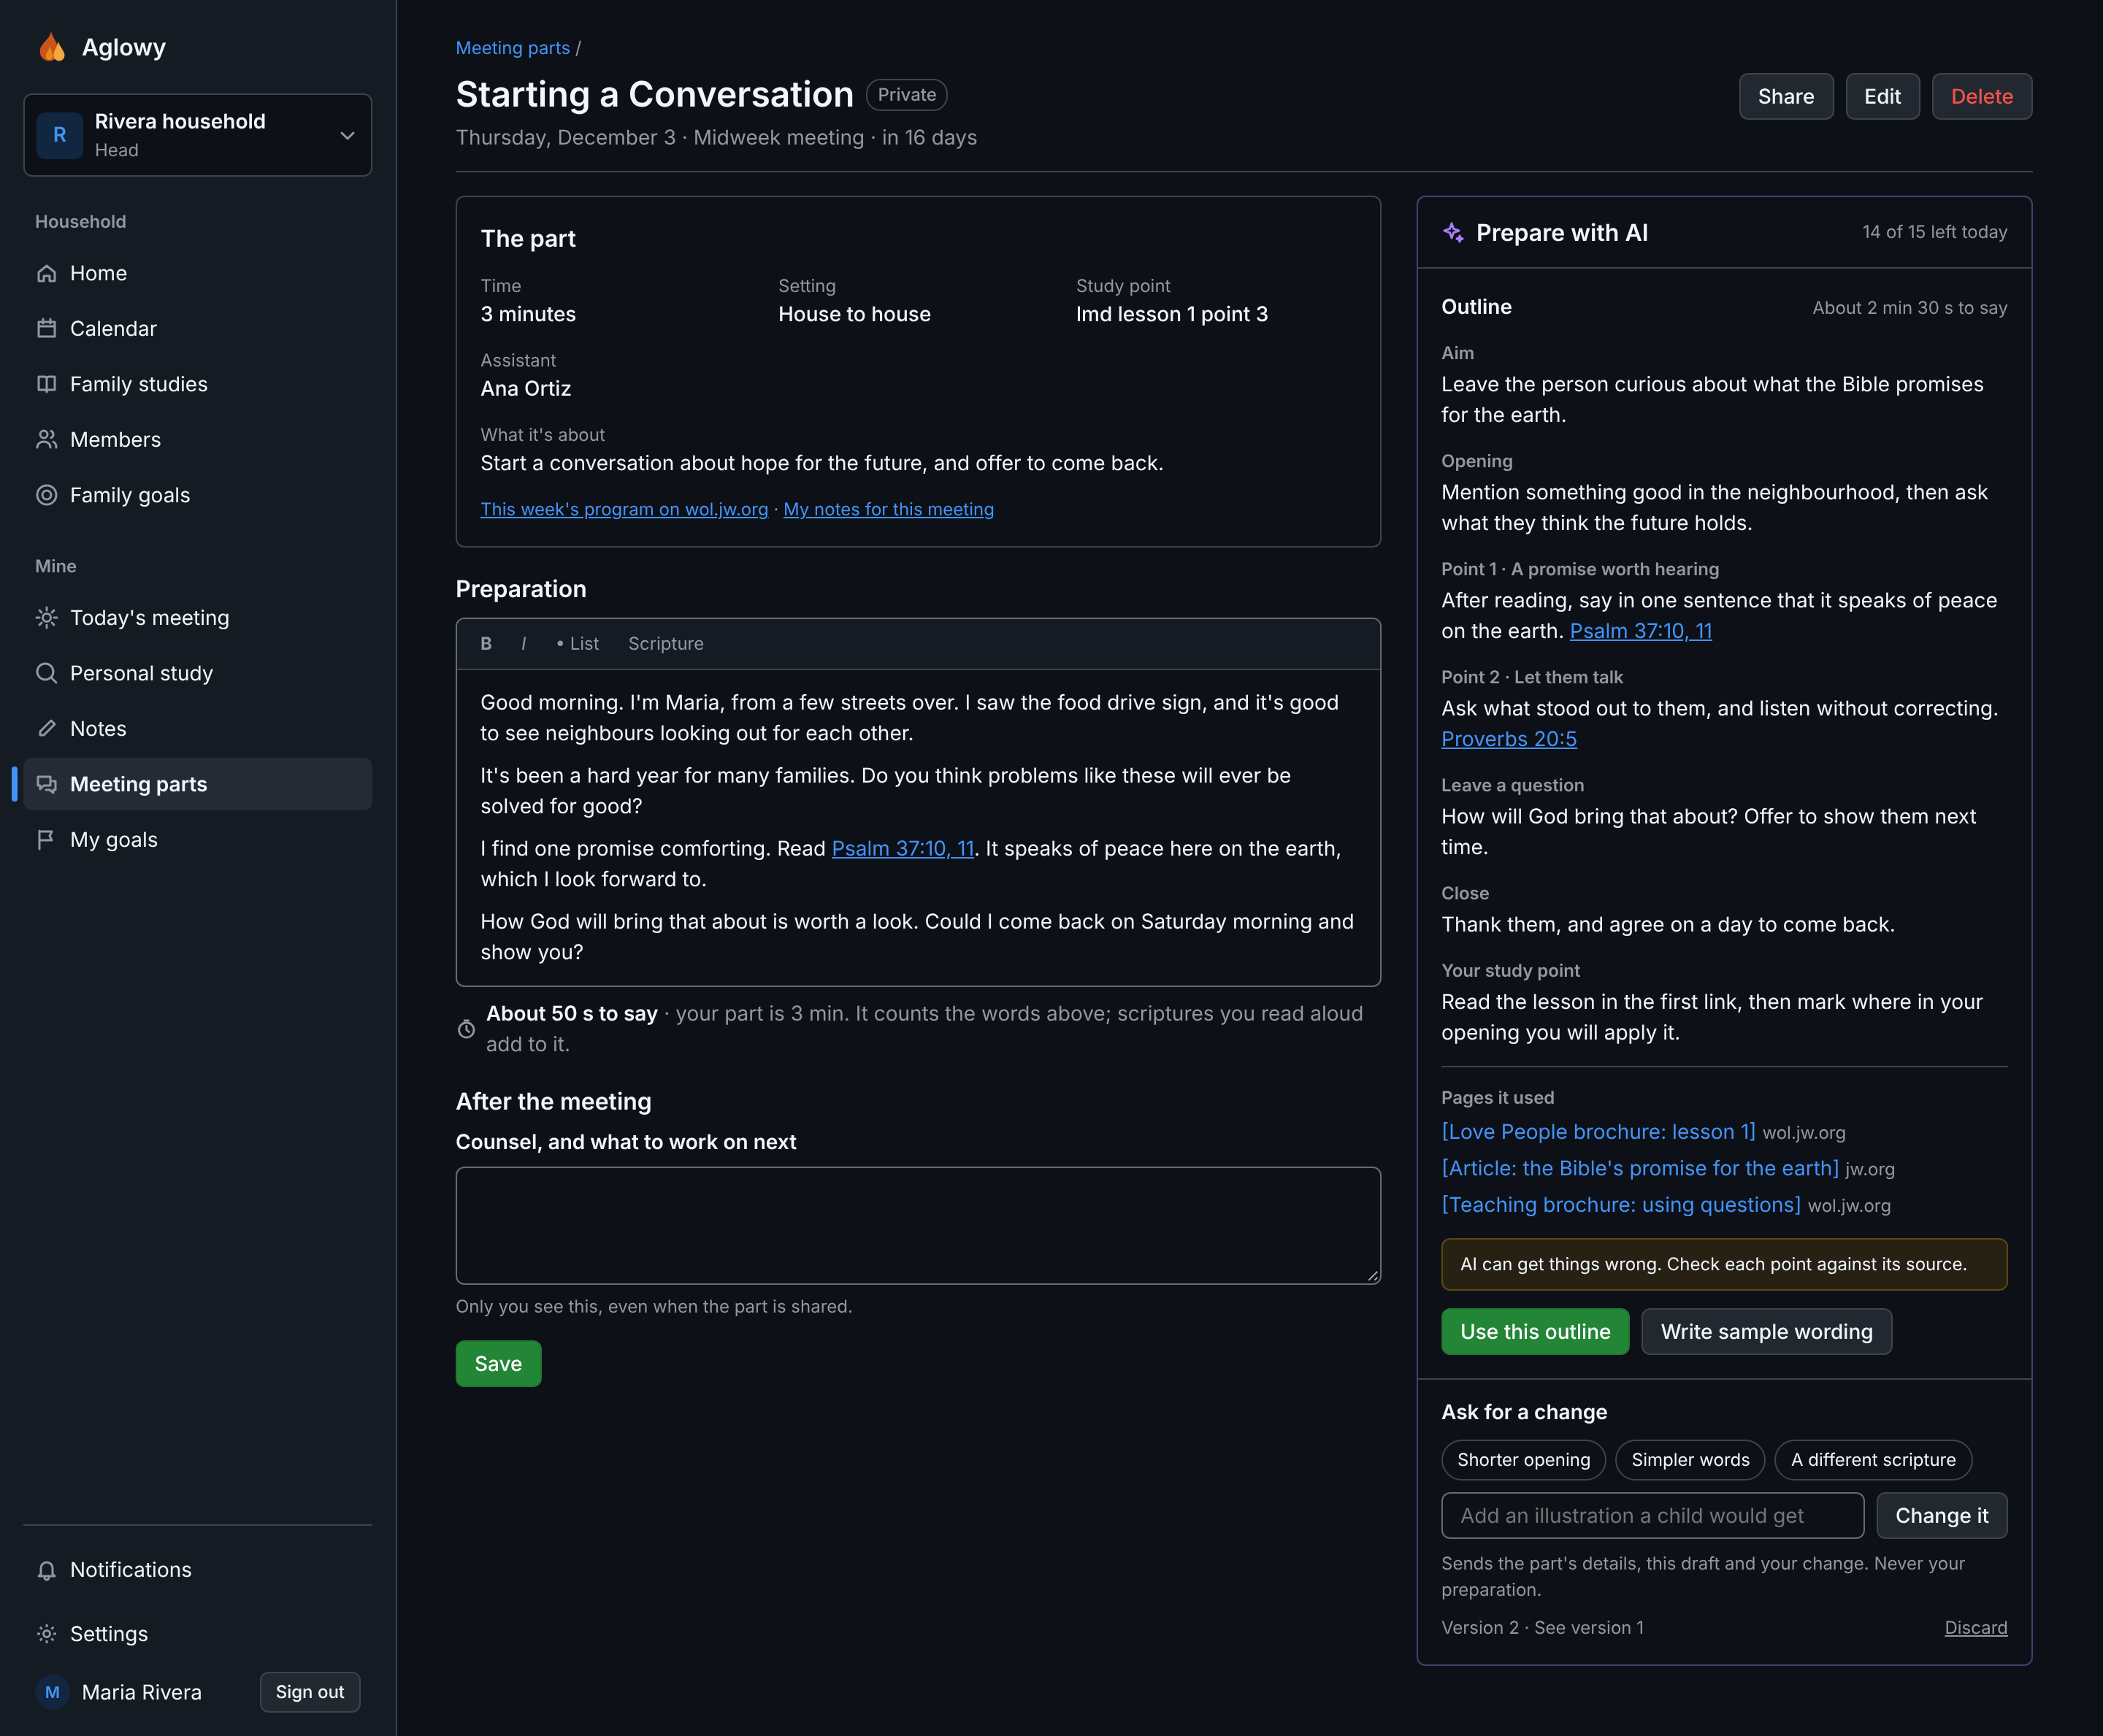 Aglowy
R
Rivera household
Head
Household
Home
Calendar
Family studies
Members
Family goals
Mine
Today's meeting
Personal study
Notes
Meeting parts
My goals
Notifications
Settings
M
Maria Rivera
Sign out
Meeting parts /
Starting a Conversation
Private
Thursday, December 3 · Midweek meeting · in 16 days
Share
Edit
Delete
The part
Time
3 minutes
Setting
House to house
Study point
lmd lesson 1 point 3
Assistant
Ana Ortiz
What it's about
Start a conversation about hope for the future, and offer to come back.
This week's program on wol.jw.org · My notes for this meeting
Preparation
B I • List Scripture
Good morning. I'm Maria, from a few streets over. I saw the food drive sign, and it's good
to see neighbours looking out for each other.
It's been a hard year for many families. Do you think problems like these will ever be
solved for good?
I find one promise comforting. Read Psalm 37:10, 11. It speaks of peace here on the earth,
which I look forward to.
How God will bring that about is worth a look. Could I come back on Saturday morning and
show you?
About 50 s to say · your part is 3 min. It counts the words above; scriptures you read aloud
add to it.
After the meeting
Counsel, and what to work on next
Only you see this, even when the part is shared.
Save
Prepare with AI
14 of 15 left today
Outline
About 2 min 30 s to say
Aim
Leave the person curious about what the Bible promises
for the earth.
Opening
Mention something good in the neighbourhood, then ask
what they think the future holds.
Point 1 · A promise worth hearing
After reading, say in one sentence that it speaks of peace
on the earth. Psalm 37:10, 11
Point 2 · Let them talk
Ask what stood out to them, and listen without correcting.
Proverbs 20:5
Leave a question
How will God bring that about? Offer to show them next
time.
Close
Thank them, and agree on a day to come back.
Your study point
Read the lesson in the first link, then mark where in your
opening you will apply it.
Pages it used
[Love People brochure: lesson 1] wol.jw.org
[Article: the Bible's promise for the earth] jw.org
[Teaching brochure: using questions] wol.jw.org
AI can get things wrong. Check each point against its source.
Use this outline
Write sample wording
Ask for a change
Shorter opening
Simpler words
A different scripture
Add an illustration a child would get
Change it
Sends the part's details, this draft and your change. Never your
preparation.
Version 2 · See version 1
Discard